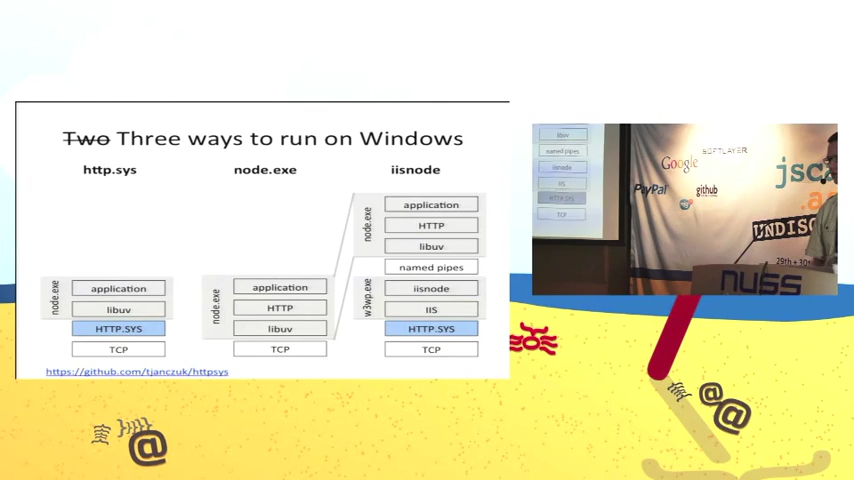 Two Three ways to run on Windows
http.sys
node.exe
iisnode
node.exe
application
libuv
HTTP.SYS
TCP
node.exe
application
HTTP
libuv
TCP
node.exe
application
HTTP
libuv
named pipes
w3wp.exe
iisnode
IIS
HTTP.SYS
TCP
https://github.com/tjanczuk/httpsys
libuv
named pipes
iisnode
IIS
HTTP.SYS
TCP
Google
SOFTLAYER
PayPal
github
jsc
.as
UNDISC
29th + 30
nuss
@
@
@